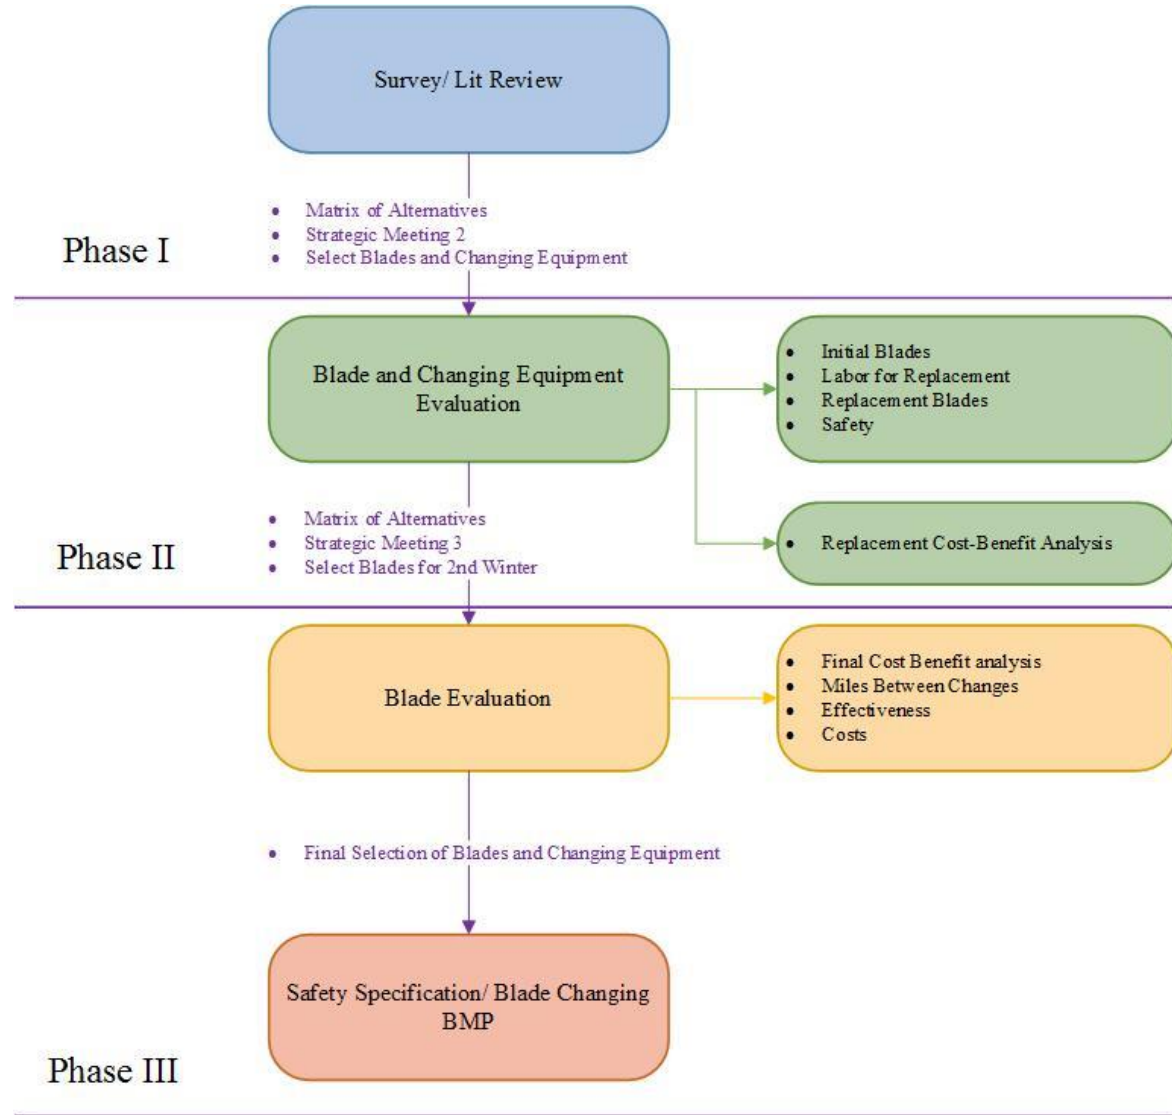 Survey/ Lit Review
• Matrix of Alternatives
• Strategic Meeting 2
• Select Blades and Changing Equipment
Phase I
Blade and Changing Equipment
Evaluation
• Initial Blades
• Labor for Replacement
• Replacement Blades
• Safety
• Replacement Cost-Benefit Analysis
• Matrix of Alternatives
• Strategic Meeting 3
• Select Blades for 2nd Winter
Phase II
Blade Evaluation
• Final Cost Benefit analysis
• Miles Between Changes
• Effectiveness
• Costs
• Final Selection of Blades and Changing Equipment
Safety Specification/ Blade Changing
BMP
Phase III